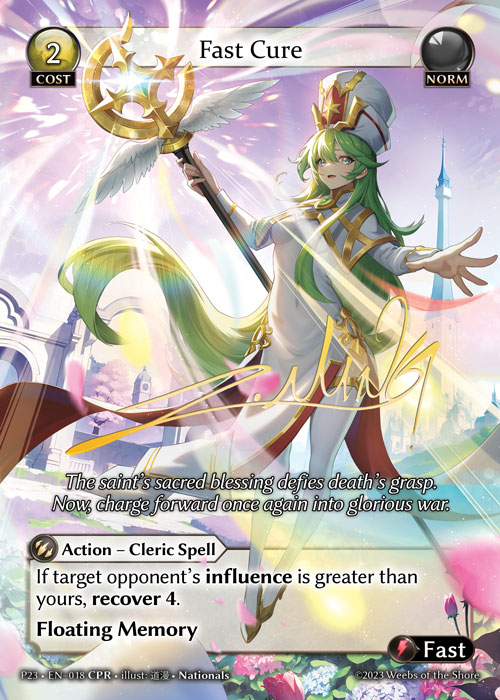 2
COST
Fast Cure
NORM
The saint's sacred blessing defies death's grasp.
Now, charge forward once again into glorious war.
Action – Cleric Spell
If target opponent's influence is greater than
yours, recover 4.
Floating Memory
Fast
P23 • EN-018 CPR • illust: 道漫 • Nationals
©2023 Weebs of the Shore